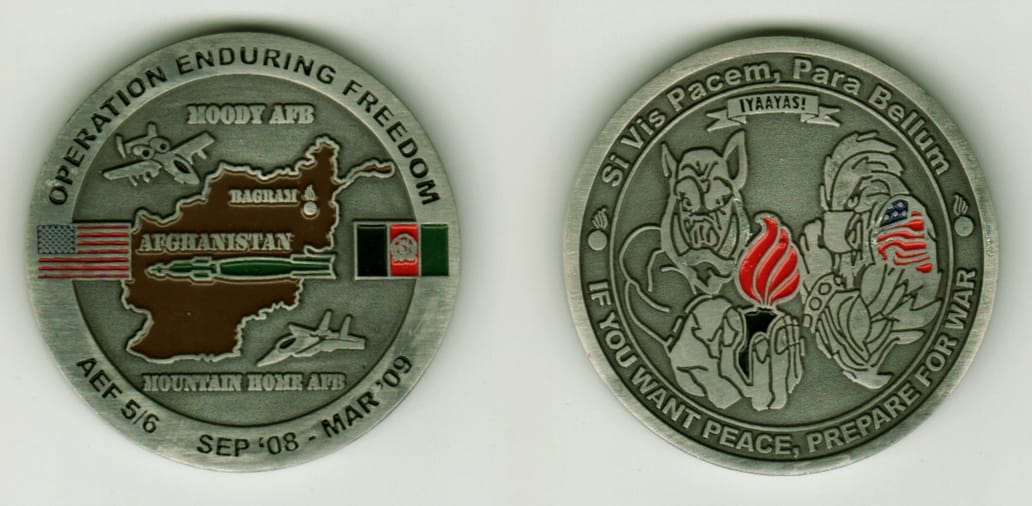 OPERATION ENDURING FREEDOM
MOODY AFB
BAGRAM
AFGHANISTAN
MOUNTAIN HOME AFB
AEF 5/6
SEP '08 - MAR '09
Si Vis Pacem, Para Bellum
IYAAYAS!
IF YOU WANT PEACE, PREPARE FOR WAR